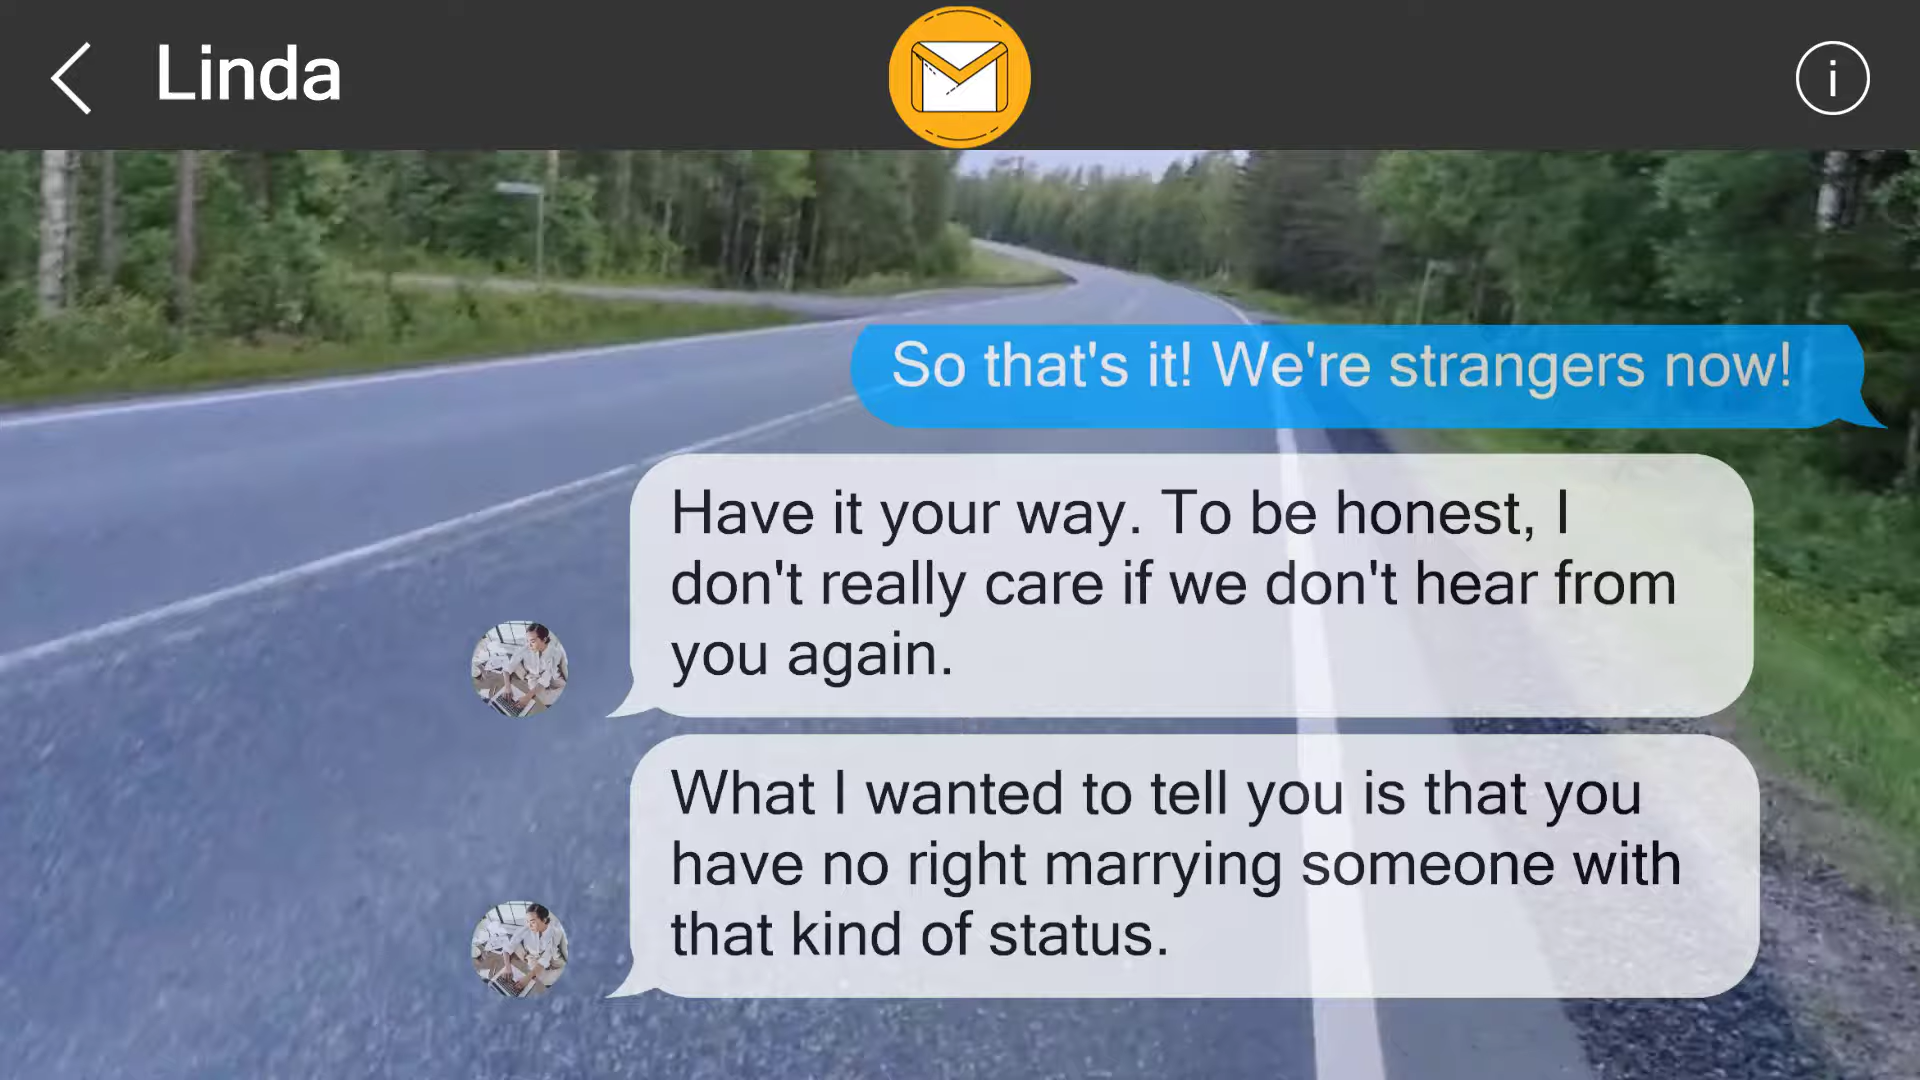 Linda
i
So that's it! We're strangers now!
Have it your way. To be honest, I
don't really care if we don't hear from
you again.
What I wanted to tell you is that you
have no right marrying someone with
that kind of status.